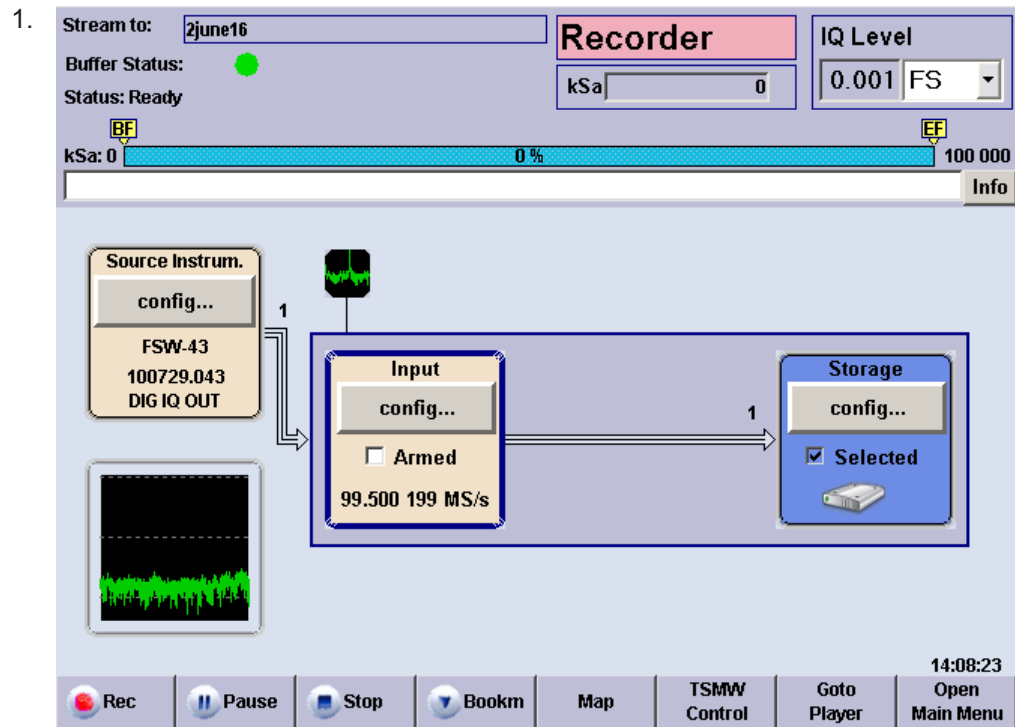 1.
Stream to: 2june16
Recorder
IQ Level
Buffer Status:
kSa 0
0.001 FS
Status: Ready
BF
EF
kSa: 0
0 %
100 000
Info
Source Instrum.
config...
1
FSW-43
100729.043
DIG IQ OUT
Input
config...
Armed
99.500 199 MS/s
1
Storage
config...
Selected
14:08:23
Rec
Pause
Stop
Bookm
Map
TSMW
Control
Goto
Player
Open
Main Menu